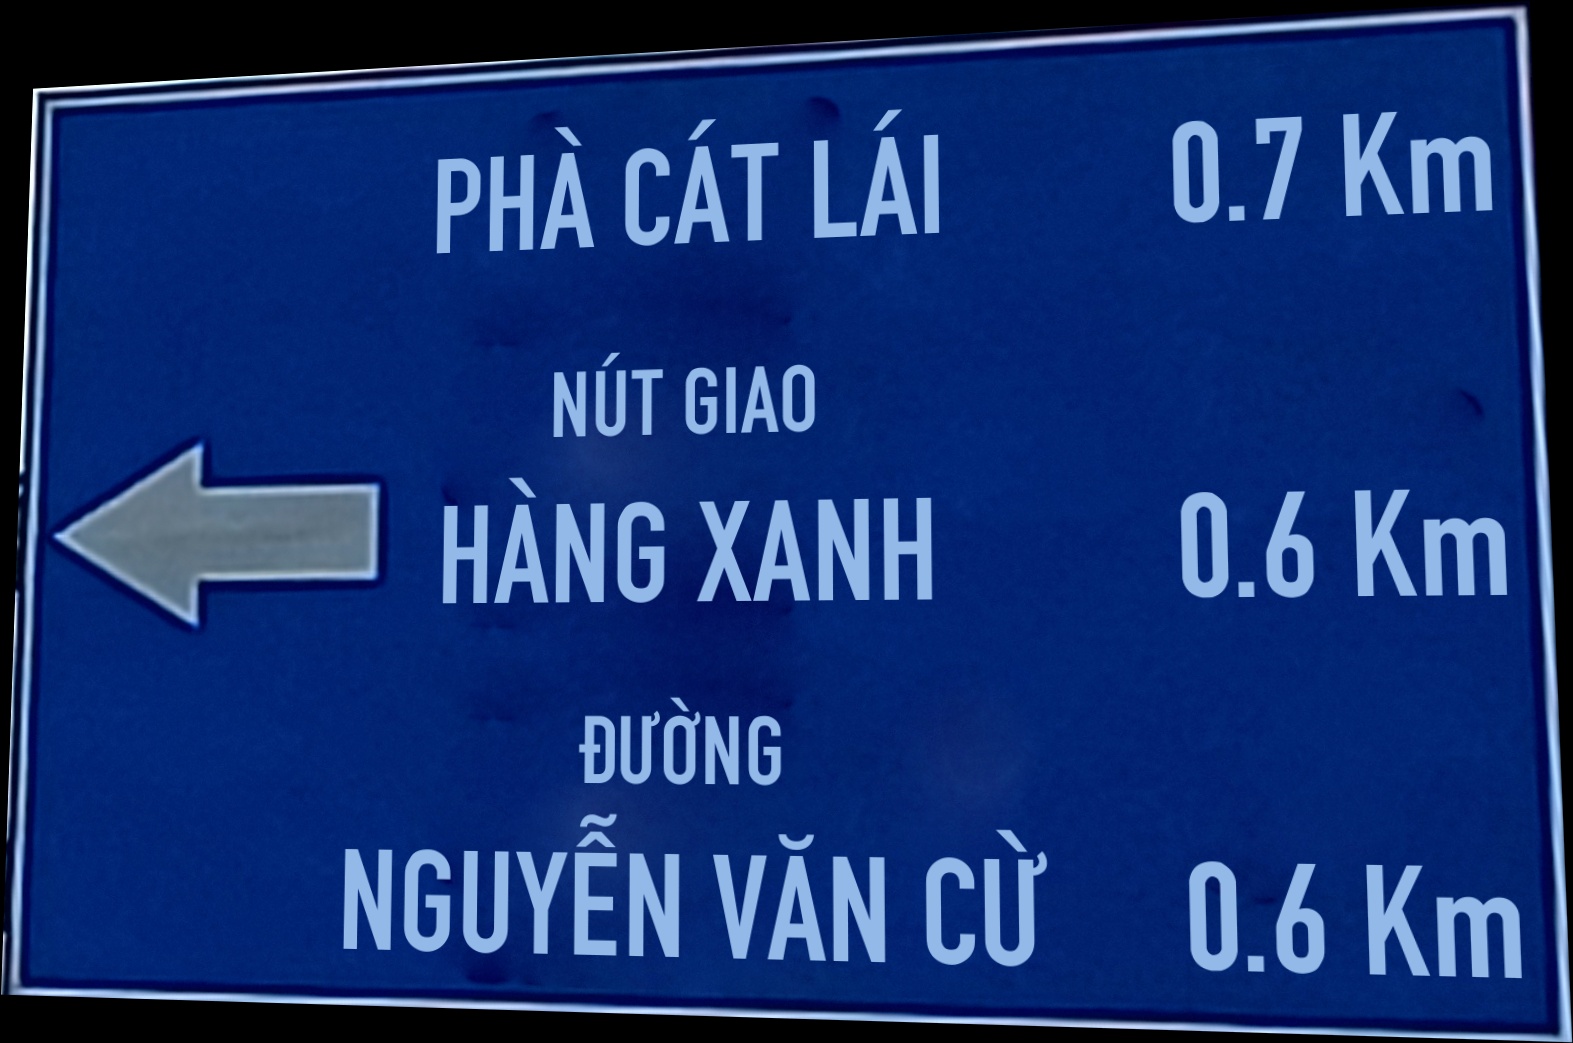 PHÀ CÁT LÁI 0.7 Km
NÚT GIAO
HÀNG XANH 0.6 Km
ĐƯỜNG
NGUYỄN VĂN CỪ 0.6 Km